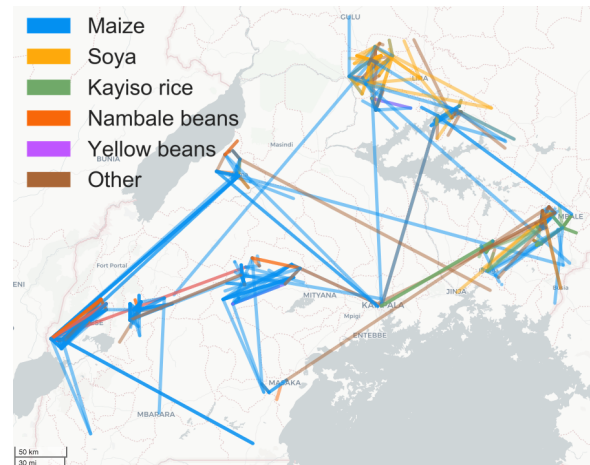 Maize
Soya
Kayiso rice
Nambale beans
Yellow beans
Other
GULU
LIRA
BUNIA
Masindi
MBALE
Fort Portal
ENI
MITYANA
KAMPALA
JINJA
Mpigi
ENTEBBE
MASAKA
MBARARA
50 km
30 mi